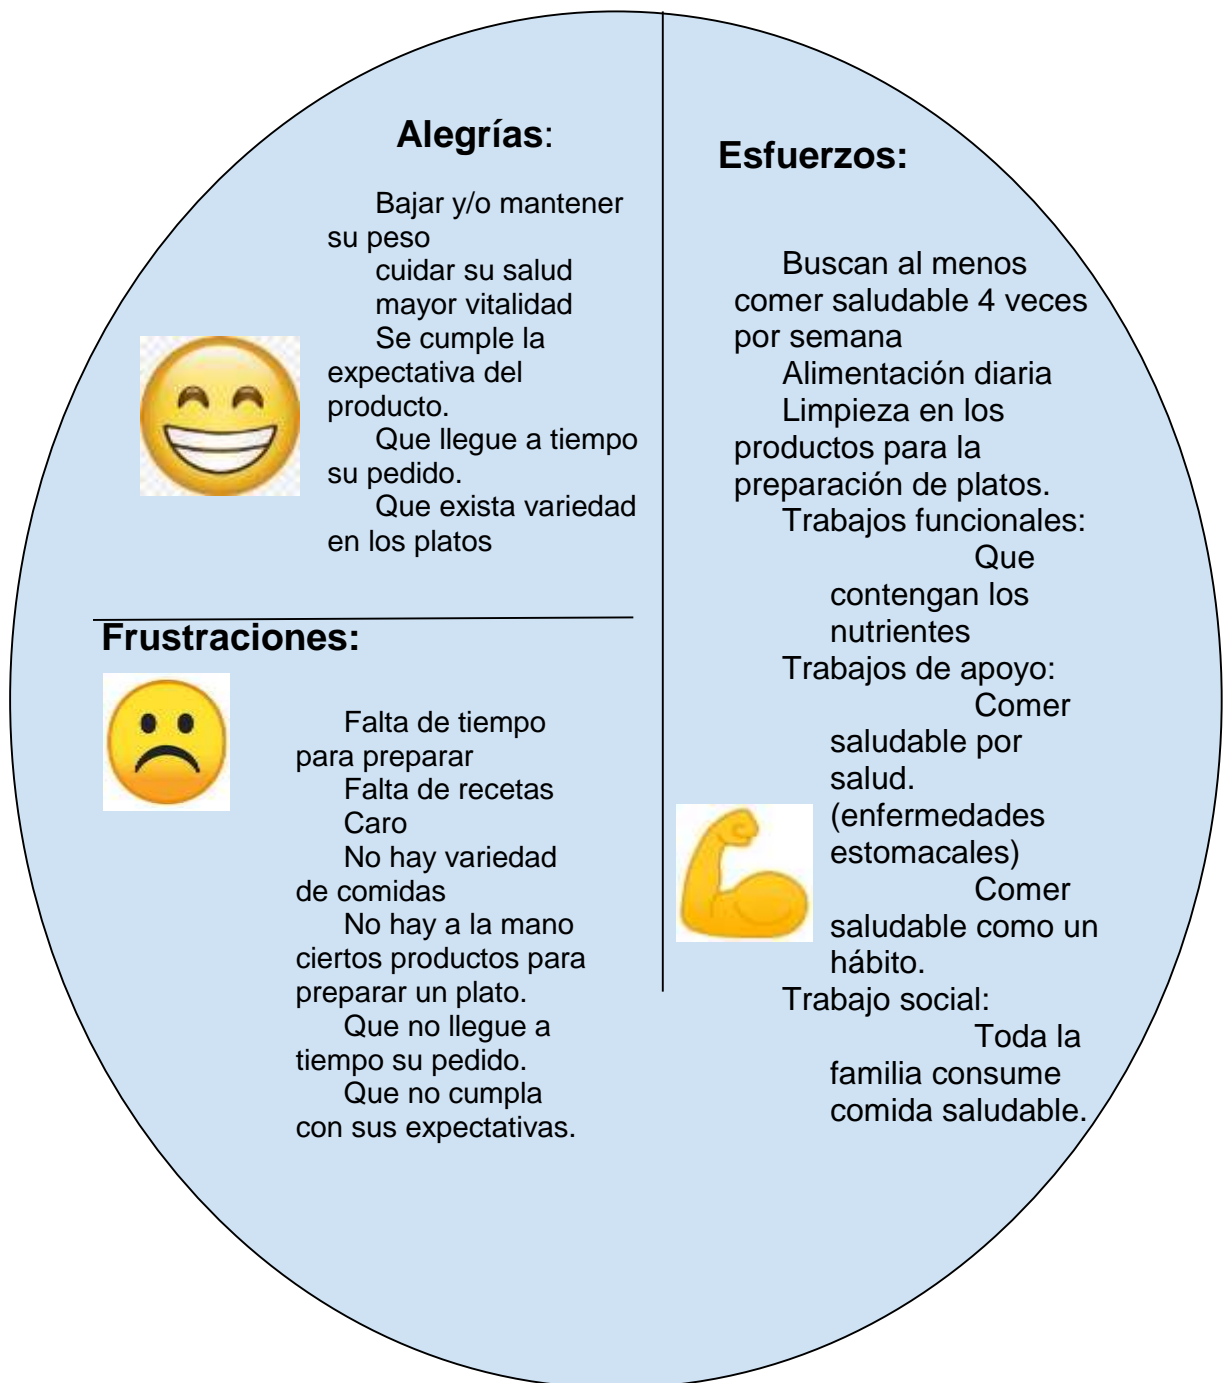 Alegrías:
Bajar y/o mantener
su peso
cuidar su salud
mayor vitalidad
Se cumple la
expectativa del
producto.
Que llegue a tiempo
su pedido.
Que exista variedad
en los platos
Frustraciones:
Falta de tiempo
para preparar
Falta de recetas
Caro
No hay variedad
de comidas
No hay a la mano
ciertos productos para
preparar un plato.
Que no llegue a
tiempo su pedido.
Que no cumpla
con sus expectativas.
Esfuerzos:
Buscan al menos
comer saludable 4 veces
por semana
Alimentación diaria
Limpieza en los
productos para la
preparación de platos.
Trabajos funcionales:
Que
contengan los
nutrientes
Trabajos de apoyo:
Comer
saludable por
salud.
(enfermedades
estomacales)
Comer
saludable como un
hábito.
Trabajo social:
Toda la
familia consume
comida saludable.